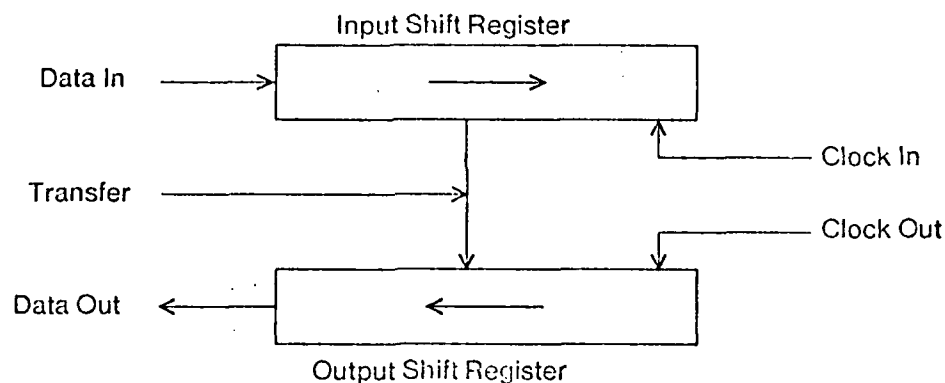 Input Shift Register
Data In
Clock In
Transfer
Clock Out
Data Out
Output Shift Register